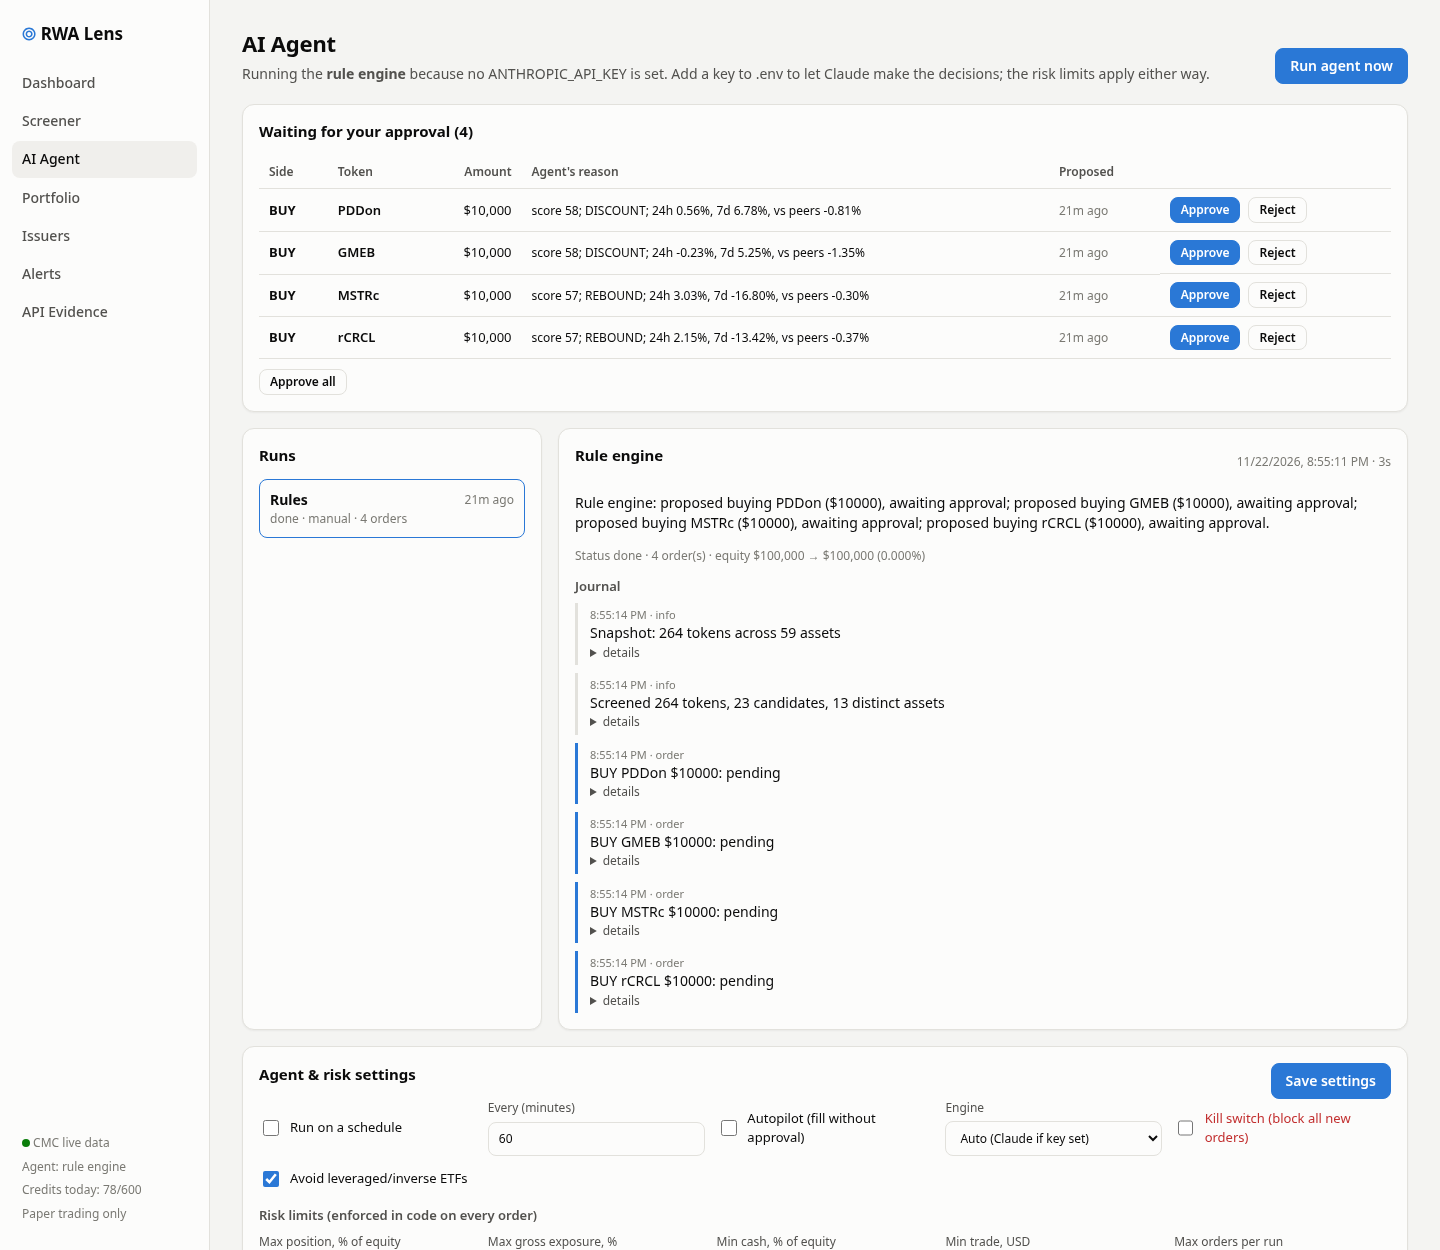 RWA Lens
Dashboard
Screener
AI Agent
Portfolio
Issuers
Alerts
API Evidence
CMC live data
Agent: rule engine
Credits today: 78/600
Paper trading only
AI Agent
Running the rule engine because no ANTHROPIC_API_KEY is set. Add a key to .env to let Claude make the decisions; the risk limits apply either way.
Run agent now
Waiting for your approval (4)
Side Token Amount Agent's reason Proposed
BUY PDDon $10,000 score 58; DISCOUNT; 24h 0.56%, 7d 6.78%, vs peers -0.81% 21m ago Approve Reject
BUY GMEB $10,000 score 58; DISCOUNT; 24h -0.23%, 7d 5.25%, vs peers -1.35% 21m ago Approve Reject
BUY MSTRc $10,000 score 57; REBOUND; 24h 3.03%, 7d -16.80%, vs peers -0.30% 21m ago Approve Reject
BUY rCRCL $10,000 score 57; REBOUND; 24h 2.15%, 7d -13.42%, vs peers -0.37% 21m ago Approve Reject
Approve all
Runs
Rules 21m ago
done · manual · 4 orders
Rule engine
11/22/2026, 8:55:11 PM · 3s
Rule engine: proposed buying PDDon ($10000), awaiting approval; proposed buying GMEB ($10000), awaiting approval;
proposed buying MSTRc ($10000), awaiting approval; proposed buying rCRCL ($10000), awaiting approval.
Status done · 4 order(s) · equity $100,000 → $100,000 (0.000%)
Journal
8:55:14 PM · info
Snapshot: 264 tokens across 59 assets
▶ details
8:55:14 PM · info
Screened 264 tokens, 23 candidates, 13 distinct assets
▶ details
8:55:14 PM · order
BUY PDDon $10000: pending
▶ details
8:55:14 PM · order
BUY GMEB $10000: pending
▶ details
8:55:14 PM · order
BUY MSTRc $10000: pending
▶ details
8:55:14 PM · order
BUY rCRCL $10000: pending
▶ details
Agent & risk settings
Save settings
Run on a schedule
Every (minutes)
60
Autopilot (fill without
approval)
Engine
Auto (Claude if key set)
Kill switch (block all new
orders)
Avoid leveraged/inverse ETFs
Risk limits (enforced in code on every order)
Max position, % of equity
Max gross exposure, %
Min cash, % of equity
Min trade, USD
Max orders per run